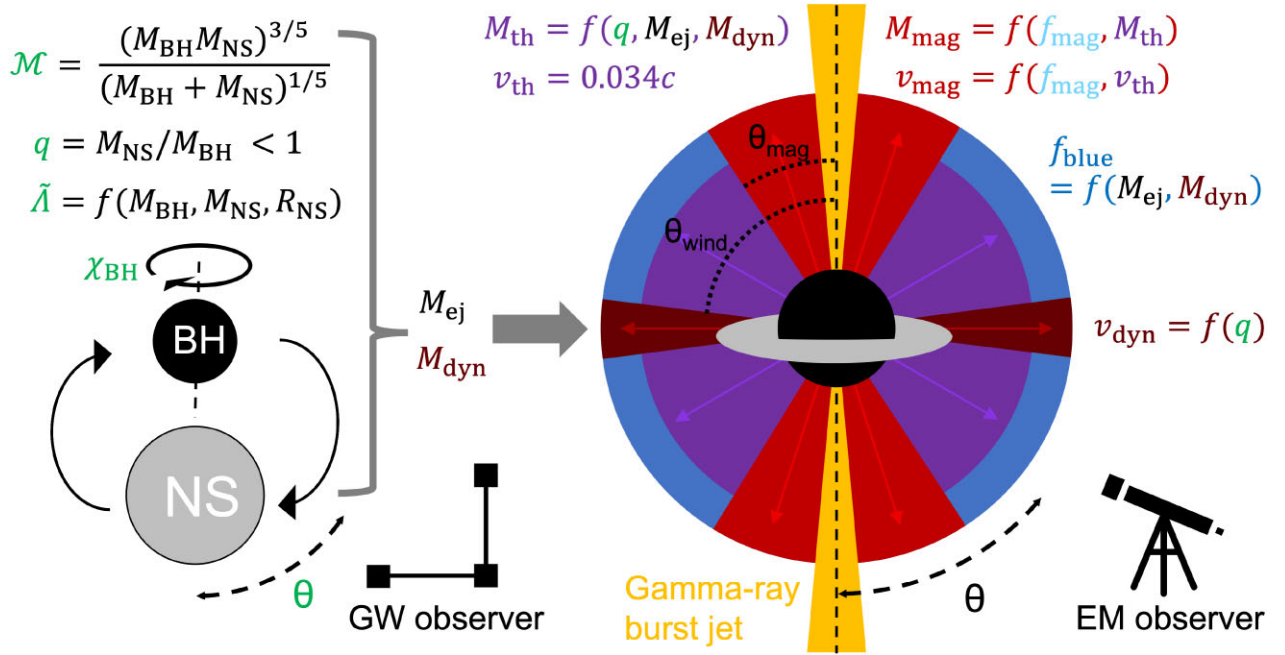 ℳ = (M_BH M_NS)^{3/5} / (M_BH + M_NS)^{1/5}
q = M_NS/M_BH < 1
Λ̃ = f(M_BH, M_NS, R_NS)
χ_BH
BH
NS
θ
GW observer
M_ej
M_dyn
M_th = f(q, M_ej, M_dyn)
v_th = 0.034c
M_mag = f(f_mag, M_th)
v_mag = f(f_mag, v_th)
θ_mag
θ_wind
f_blue
= f(M_ej, M_dyn)
v_dyn = f(q)
Gamma-ray
burst jet
θ
EM observer